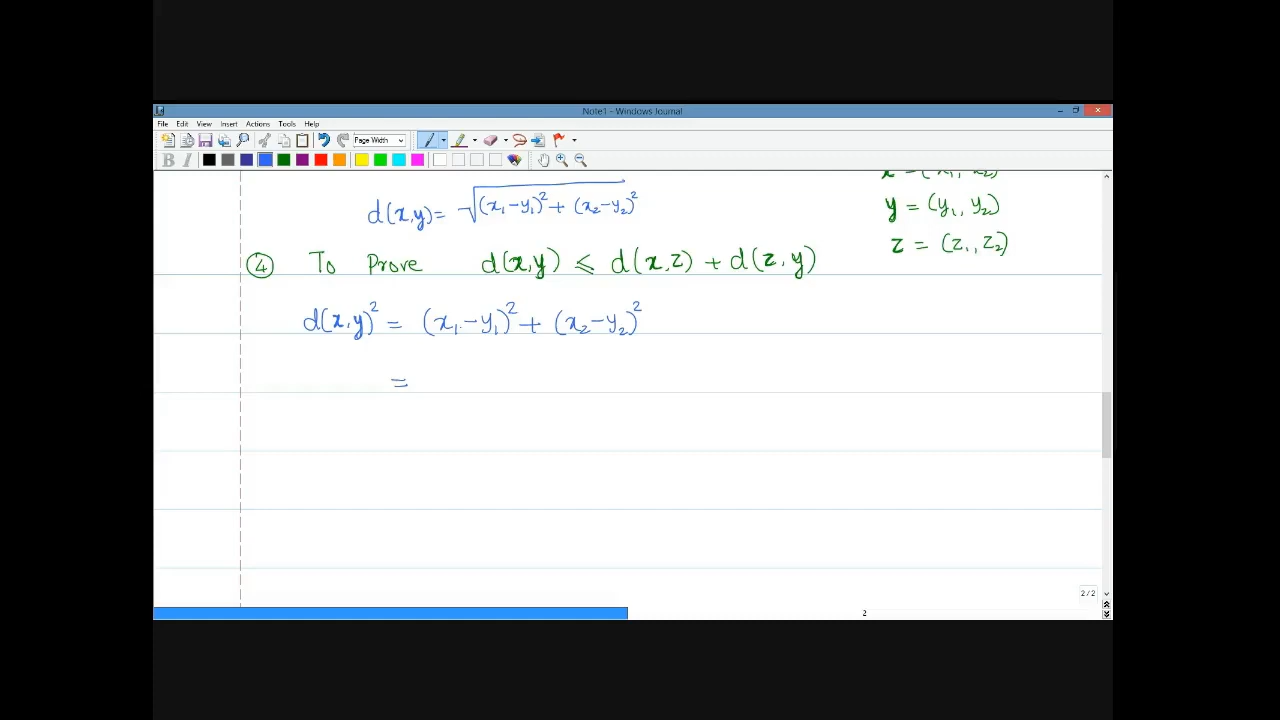 Note1 - Windows Journal
File Edit View Insert Actions Tools Help
Page Width
B I
d(x,y) = √(x₁-y₁)² + (x₂-y₂)²
y = (y₁, y₂)
z = (z₁, z₂)
④ To Prove d(x,y) ≤ d(x,z) + d(z,y)
d(x,y)² = (x₁-y₁)² + (x₂-y₂)²
=
2 / 2
2